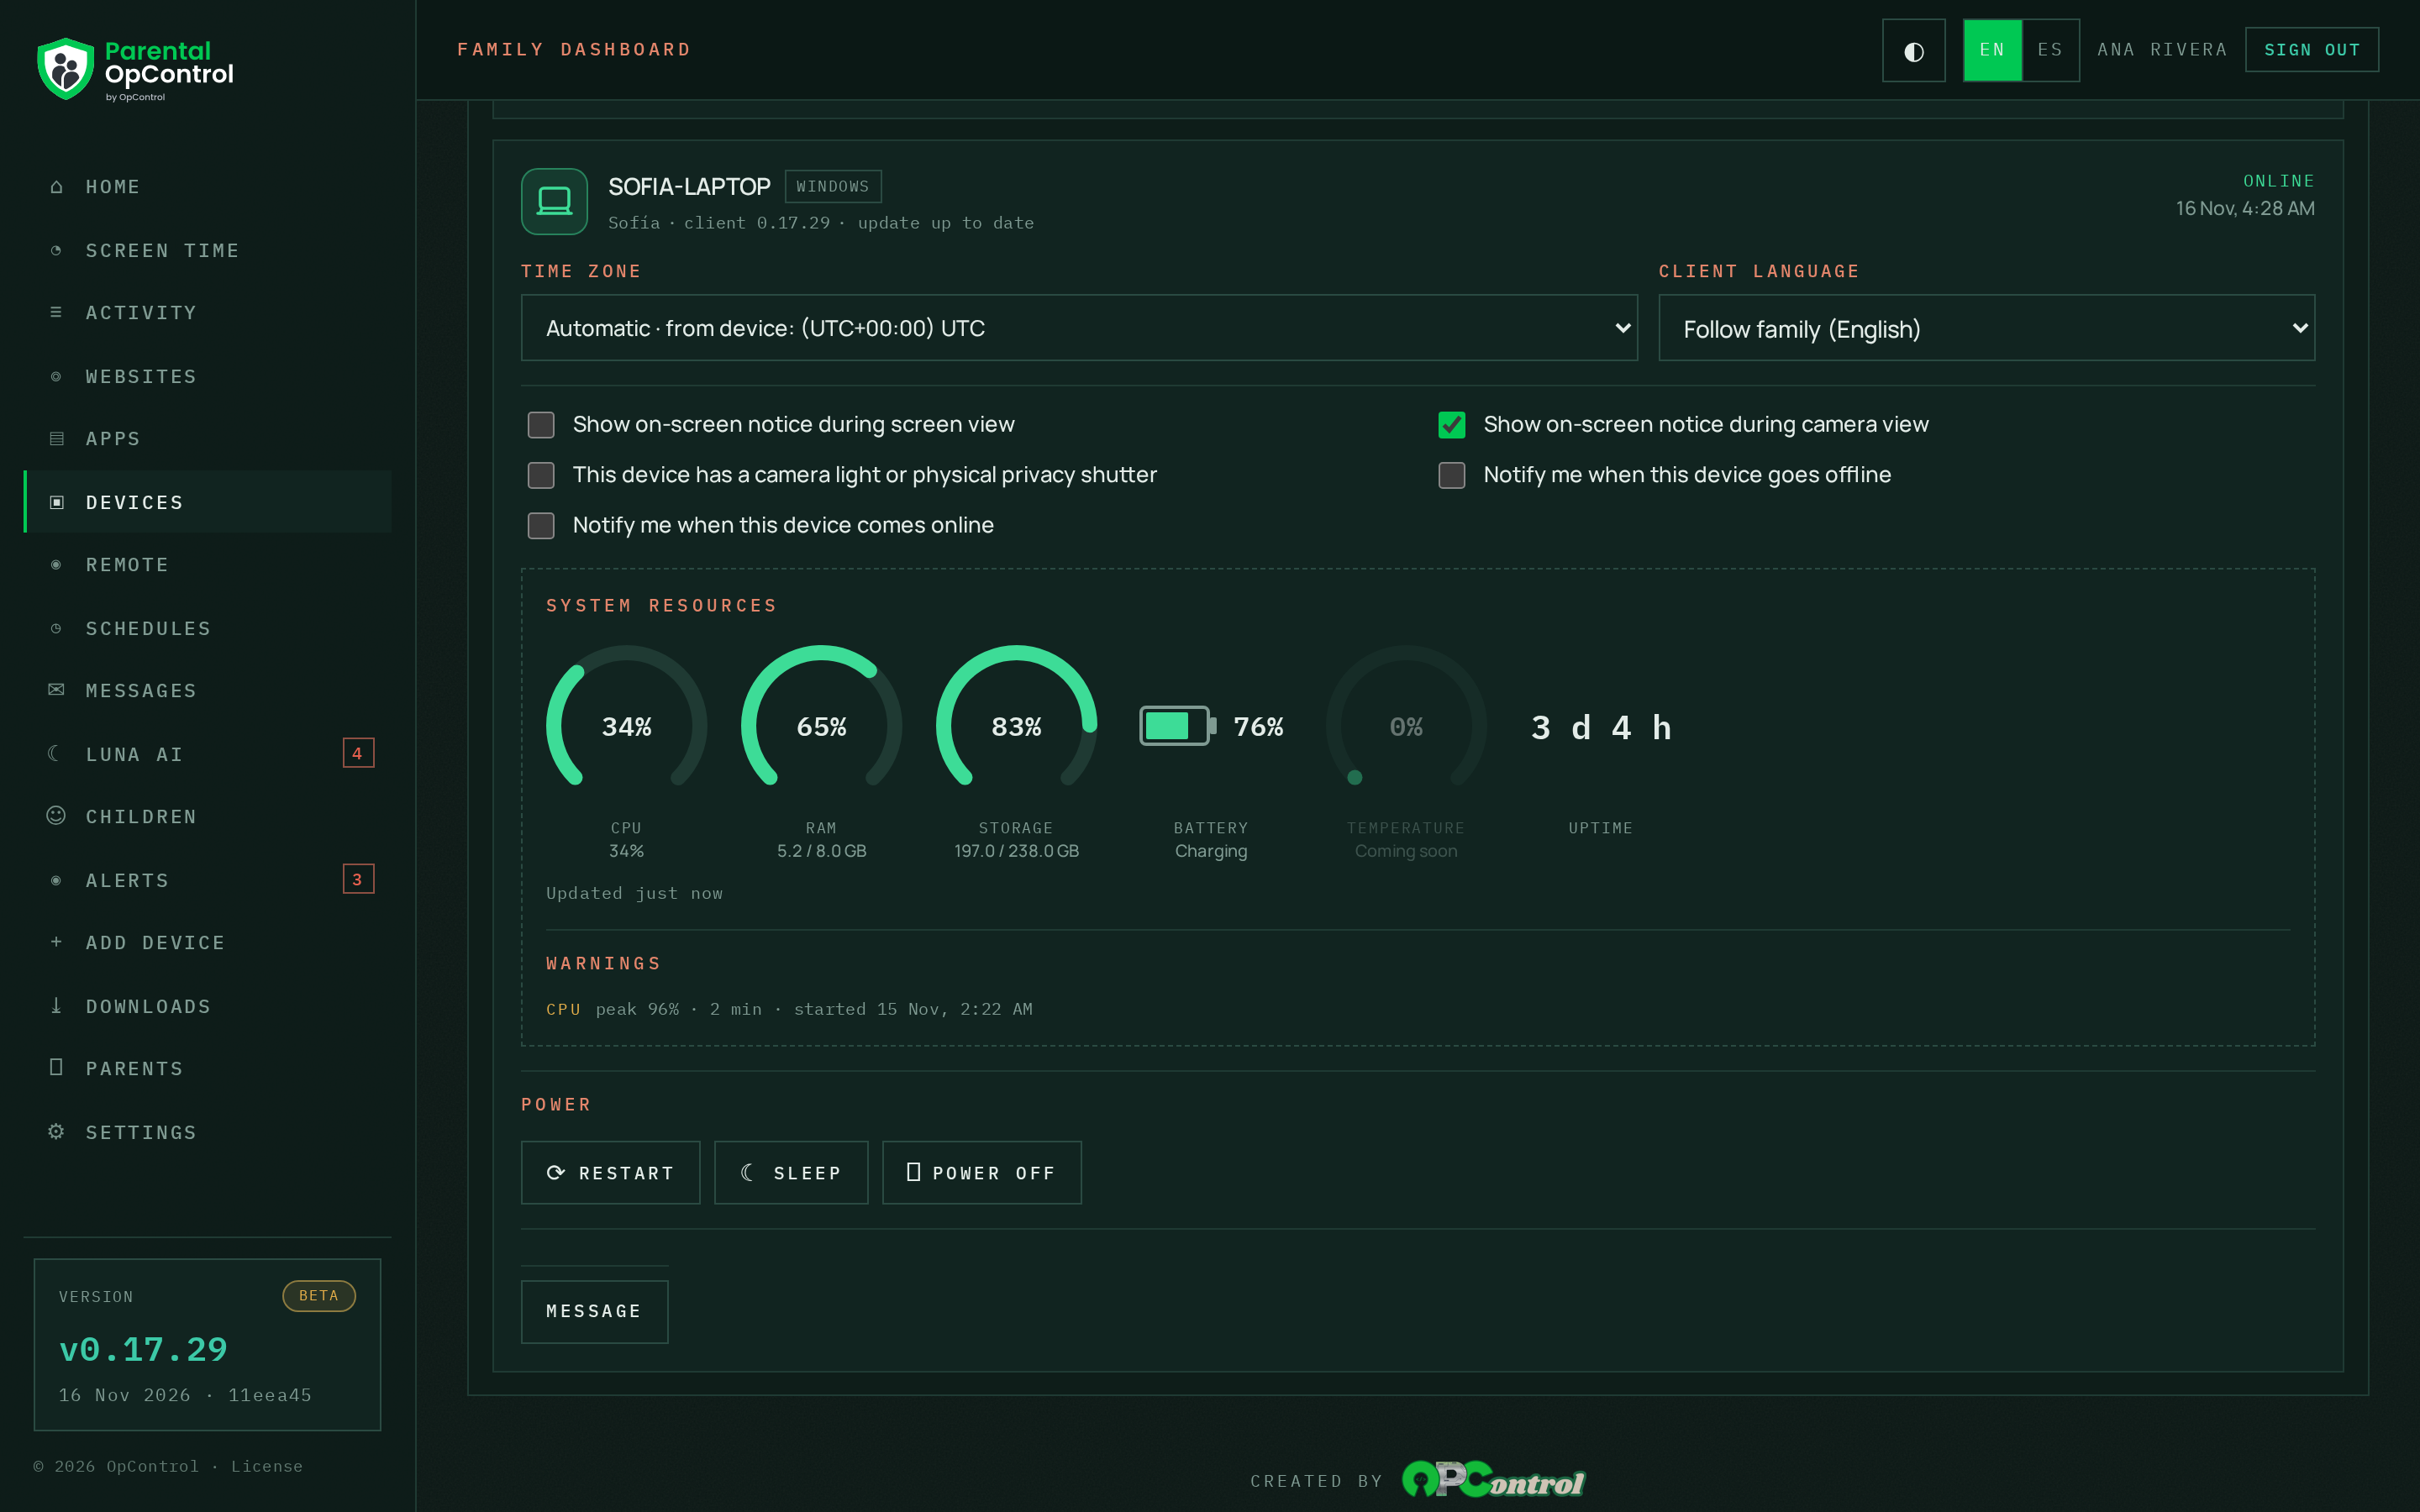 Parental
OpControl
by OpControl
HOME
SCREEN TIME
ACTIVITY
WEBSITES
APPS
DEVICES
REMOTE
SCHEDULES
MESSAGES
LUNA AI 4
CHILDREN
ALERTS 3
ADD DEVICE
DOWNLOADS
PARENTS
SETTINGS
VERSION BETA
v0.17.29
16 Nov 2026 · 11eea45
© 2026 OpControl · License
FAMILY DASHBOARD
EN ES ANA RIVERA SIGN OUT
SOFIA-LAPTOP WINDOWS
Sofía · client 0.17.29 · update up to date
ONLINE
16 Nov, 4:28 AM
TIME ZONE
Automatic · from device: (UTC+00:00) UTC
CLIENT LANGUAGE
Follow family (English)
Show on-screen notice during screen view
Show on-screen notice during camera view
This device has a camera light or physical privacy shutter
Notify me when this device goes offline
Notify me when this device comes online
SYSTEM RESOURCES
34% 65% 83% 76% 0% 3 d 4 h
CPU RAM STORAGE BATTERY TEMPERATURE UPTIME
34% 5.2 / 8.0 GB 197.0 / 238.0 GB Charging Coming soon
Updated just now
WARNINGS
CPU peak 96% · 2 min · started 15 Nov, 2:22 AM
POWER
RESTART SLEEP POWER OFF
MESSAGE
CREATED BY OPControl